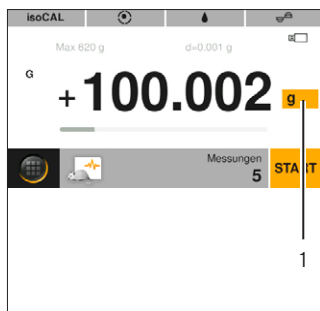 isoCAL
Max 620 g d=0.001 g
G
+100.002 g
Messungen
5
START
1